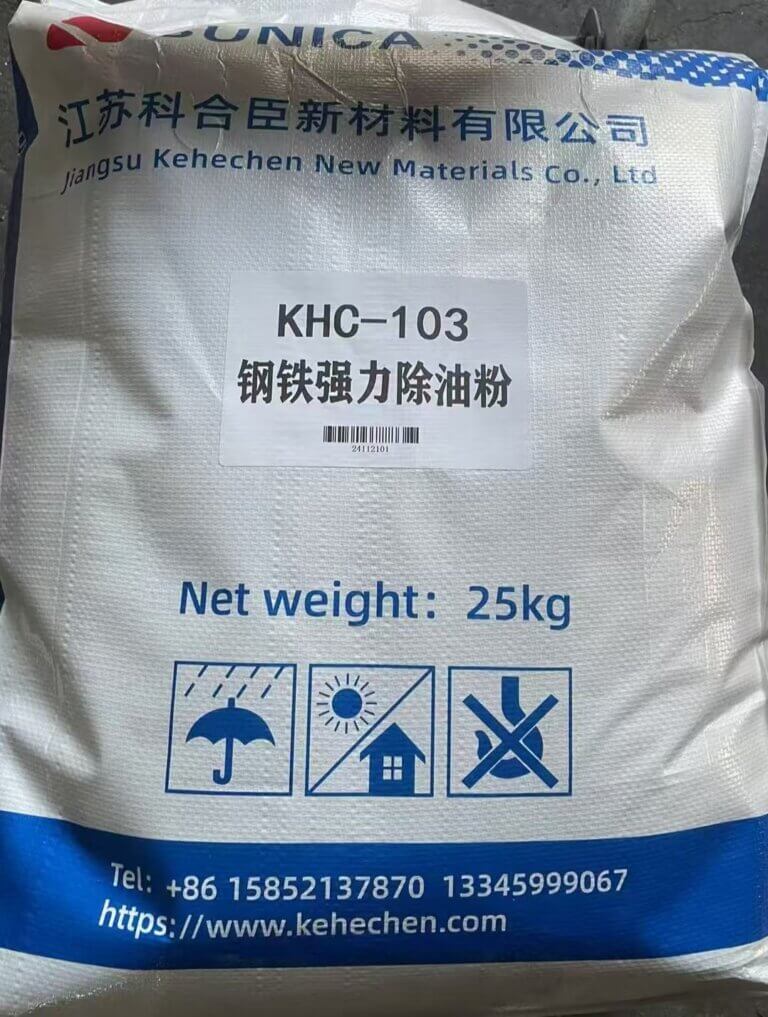 SUNICA
江苏科合臣新材料有限公司
Jiangsu Kehechen New Materials Co., Ltd
KHC-103
钢铁强力除油粉
24112101
Net weight: 25kg
Tel: +86 15852137870 13345999067
https://www.kehechen.com